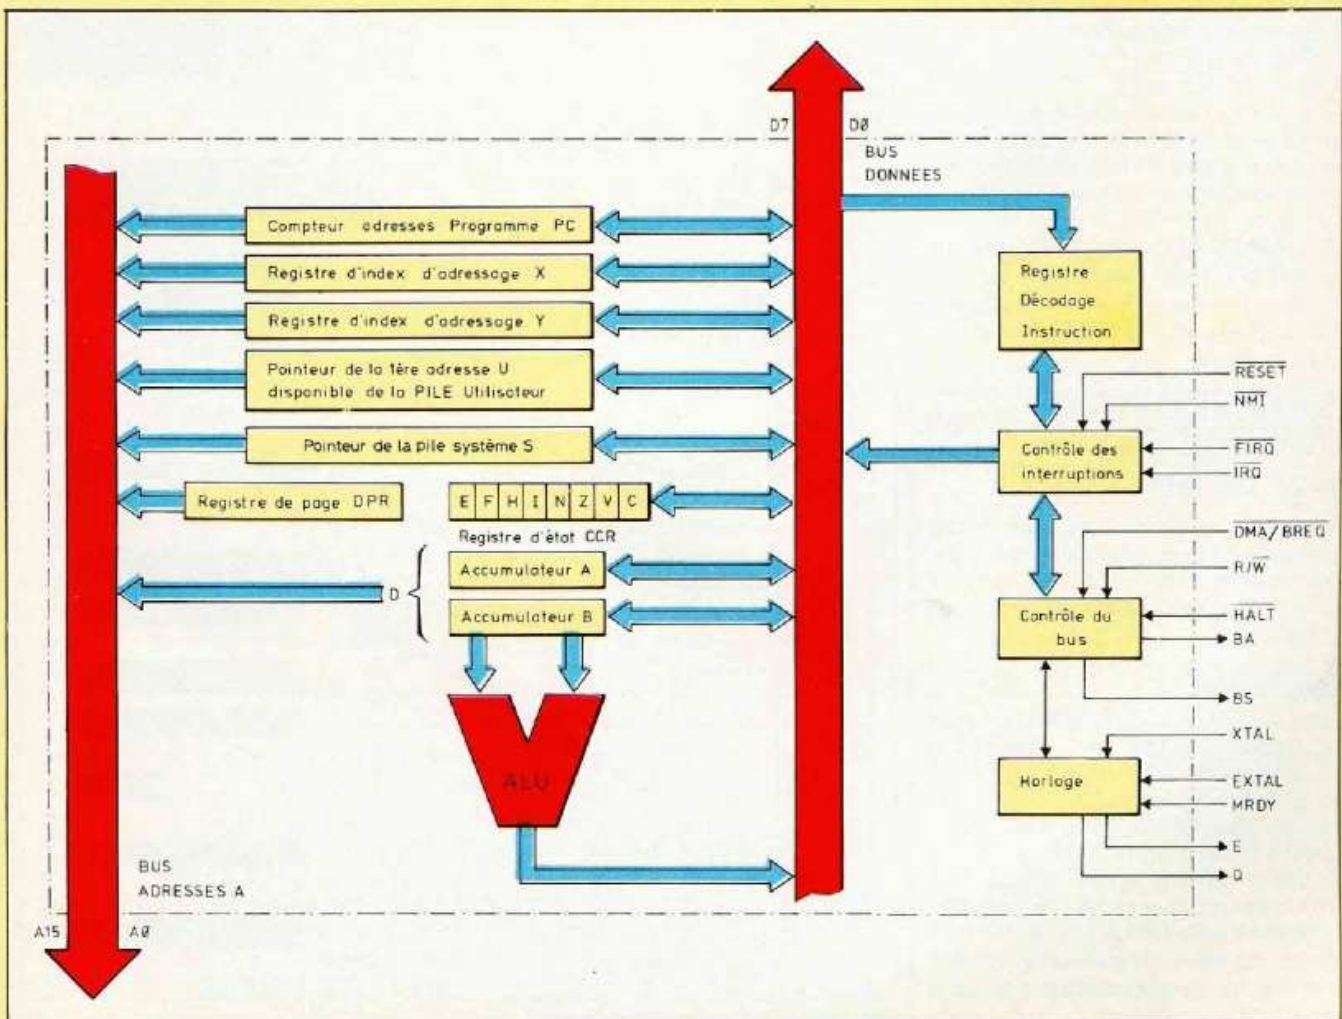 D7 D0
BUS
DONNEES
Compteur adresses Programme PC
Registre d'index d'adressage X
Registre d'index d'adressage Y
Pointeur de la 1ère adresse U
disponible de la PILE Utilisateur
Pointeur de la pile système S
Registre de page DPR
E F H I N Z V C
Registre d'état CCR
D
Accumulateur A
Accumulateur B
ALU
BUS
ADRESSES A
A15 A0
Registre
Décodage
Instruction
RESET
NMI
Contrôle des
interruptions
FIRQ
IRQ
DMA/BREQ
R/W
Contrôle du
bus
HALT
BA
BS
XTAL
Horloge
EXTAL
MRDY
E
Q